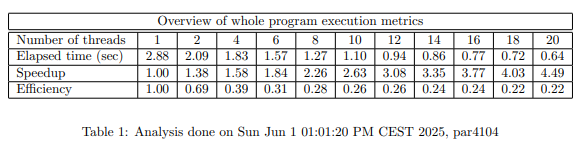 Overview of whole program execution metrics
Number of threads 1 2 4 6 8 10 12 14 16 18 20
Elapsed time (sec) 2.88 2.09 1.83 1.57 1.27 1.10 0.94 0.86 0.77 0.72 0.64
Speedup 1.00 1.38 1.58 1.84 2.26 2.63 3.08 3.35 3.77 4.03 4.49
Efficiency 1.00 0.69 0.39 0.31 0.28 0.26 0.26 0.24 0.24 0.22 0.22
Table 1: Analysis done on Sun Jun 1 01:01:20 PM CEST 2025, par4104